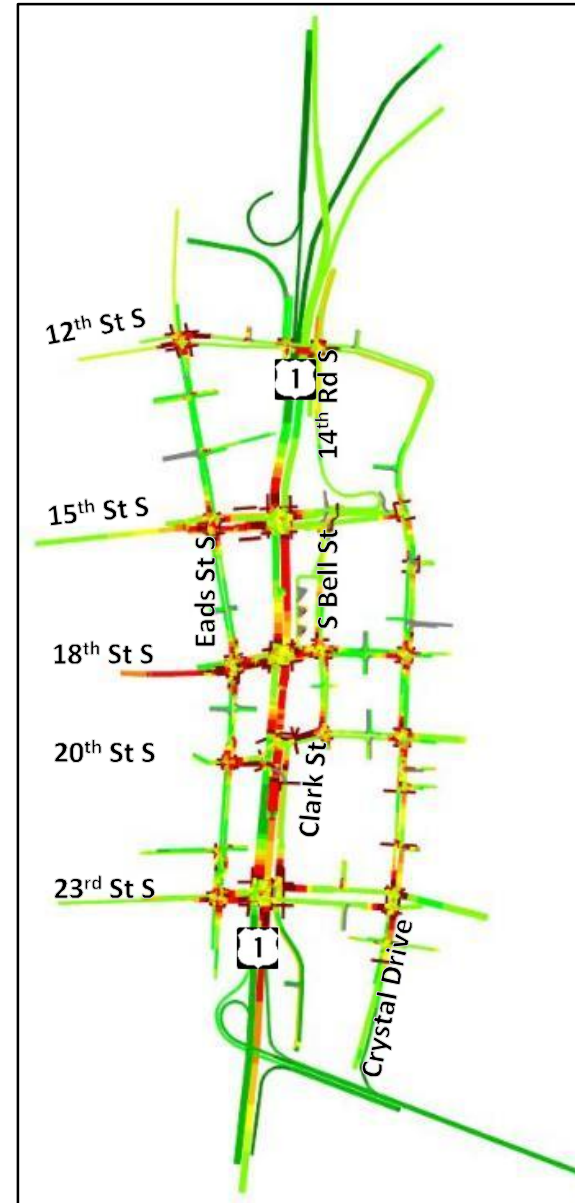 12th St S
1
14th Rd S
15th St S
Eads St S
S Bell St
18th St S
20th St S
Clark St
23rd St S
1
Crystal Drive